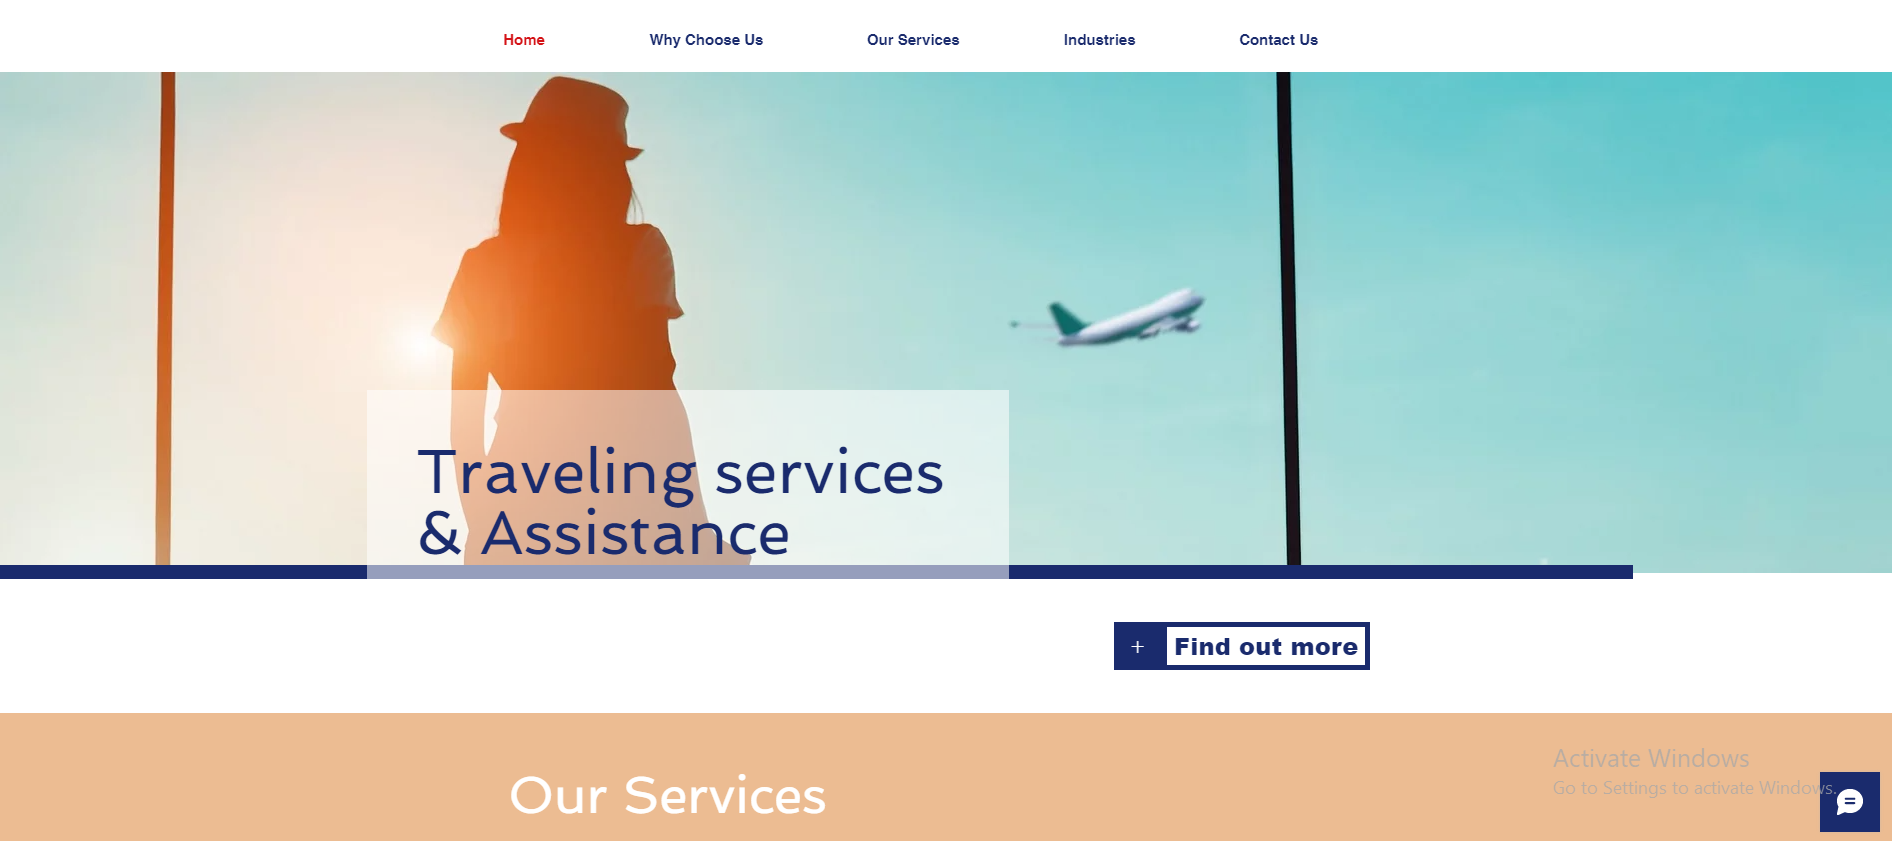 Home
Why Choose Us
Our Services
Industries
Contact Us
Traveling services
& Assistance
+
Find out more
Our Services
Activate Windows
Go to Settings to activate Windows.